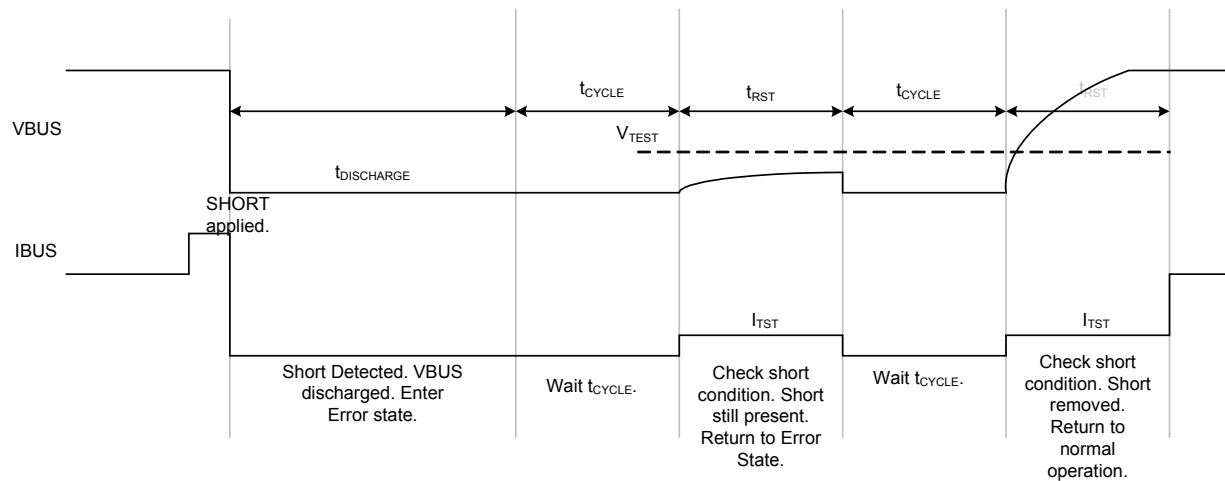 VBUS
IBUS
SHORT
applied.
tDISCHARGE
tCYCLE
tRST
tCYCLE
tRST
VTEST
ITST
ITST
Short Detected. VBUS
discharged. Enter
Error state.
Wait tCYCLE.
Check short
condition. Short
still present.
Return to Error
State.
Wait tCYCLE.
Check short
condition. Short
removed.
Return to
normal
operation.